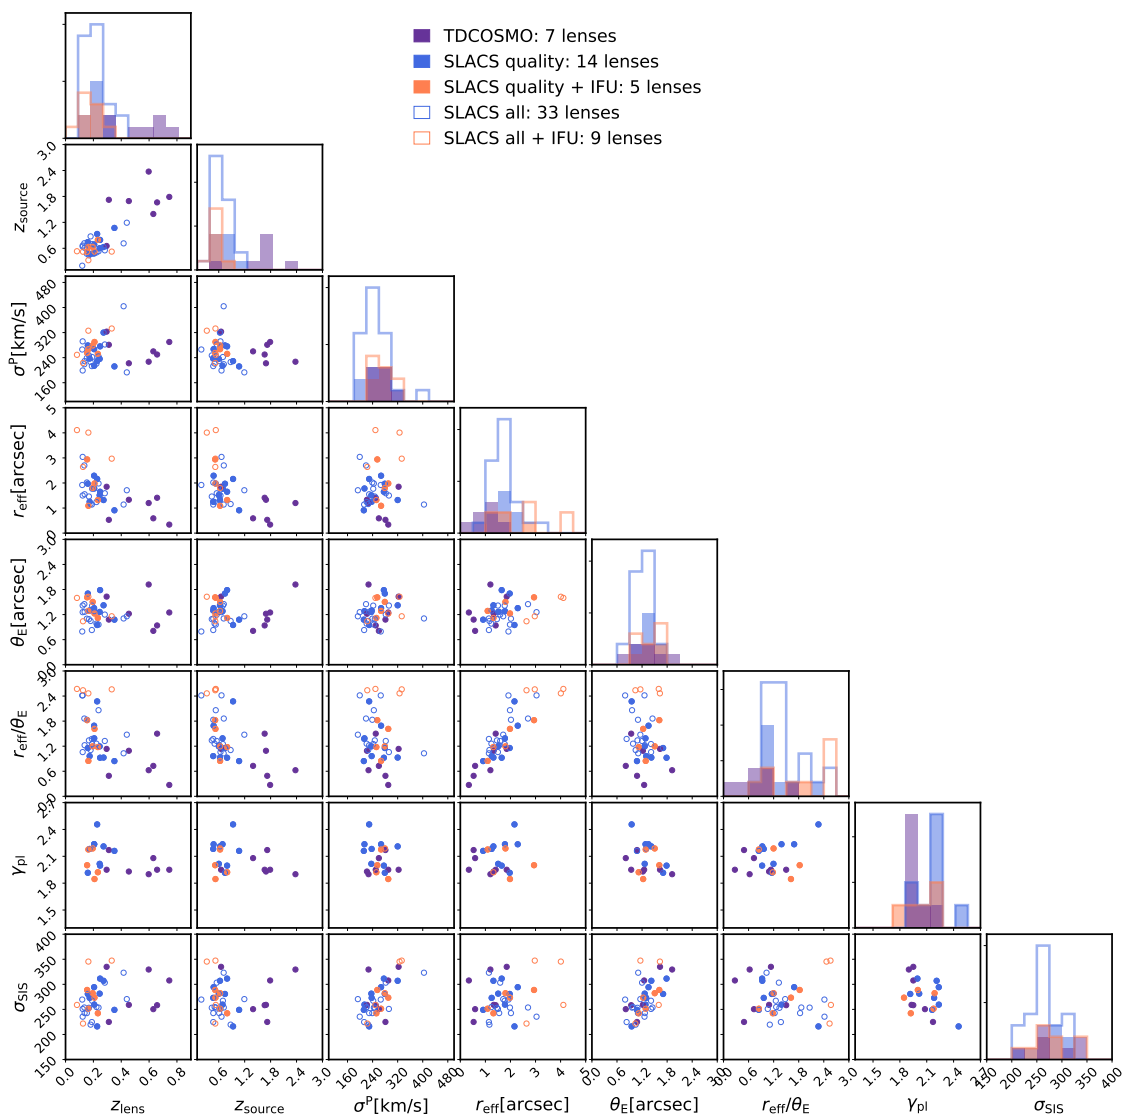 TDCOSMO: 7 lenses
SLACS quality: 14 lenses
SLACS quality + IFU: 5 lenses
SLACS all: 33 lenses
SLACS all + IFU: 9 lenses
3.0
2.4
1.8
1.2
0.6
z_source
480
400
320
240
160
σ^P[km/s]
5
4
3
2
1
0
r_eff[arcsec]
3.0
2.4
1.8
1.2
0.6
0.0
θ_E[arcsec]
3.0
2.4
1.8
1.2
0.6
0.0
r_eff/θ_E
2.7
2.4
2.1
1.8
1.5
γ_pl
400
350
300
250
200
150
σ_SIS
0.0 0.2 0.4 0.6 0.8
0.6 1.2 1.8 2.4 3.0
160 240 320 400 480
1 2 3 4 5
0.0 0.6 1.2 1.8 2.4 3.0
0.0 0.6 1.2 1.8 2.4 3.0
1.5 1.8 2.1 2.4 2.7
150 200 250 300 350 400
z_lens z_source σ^P[km/s] r_eff[arcsec] θ_E[arcsec] r_eff/θ_E γ_pl σ_SIS